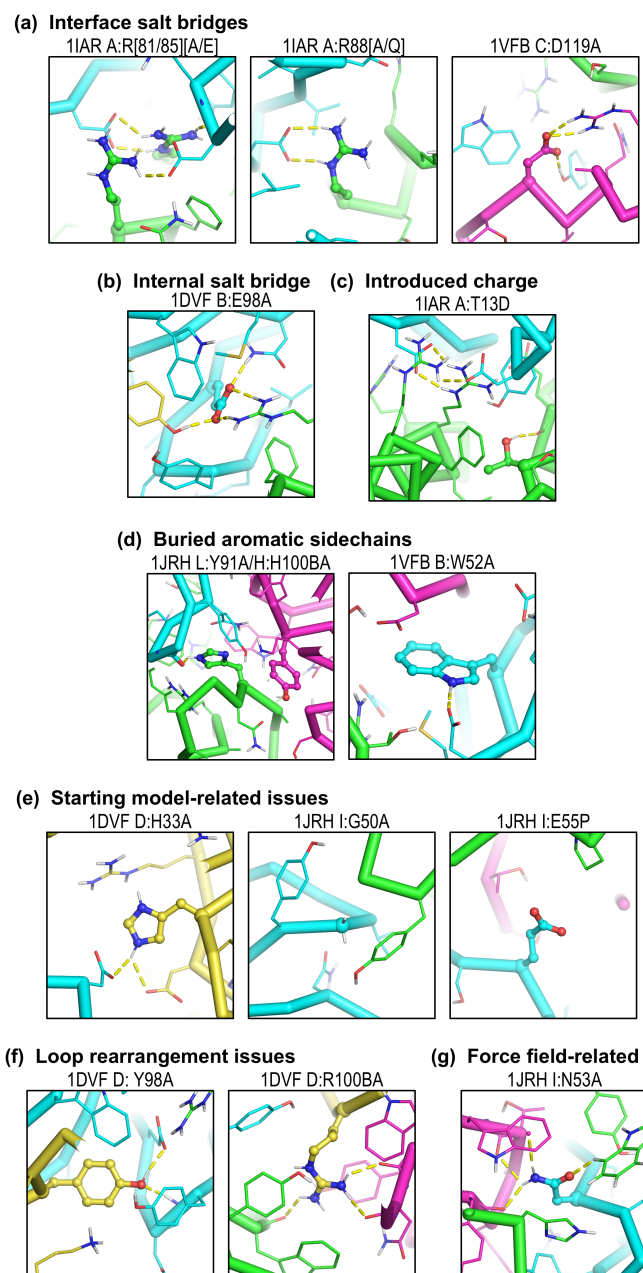 (a) Interface salt bridges
1IAR A:R[81/85][A/E]
1IAR A:R88[A/Q]
1VFB C:D119A
(b) Internal salt bridge
1DVF B:E98A
(c) Introduced charge
1IAR A:T13D
(d) Buried aromatic sidechains
1JRH L:Y91A/H:H100BA
1VFB B:W52A
(e) Starting model-related issues
1DVF D:H33A
1JRH I:G50A
1JRH I:E55P
(f) Loop rearrangement issues
1DVF D: Y98A
1DVF D:R100BA
(g) Force field-related
1JRH I:N53A